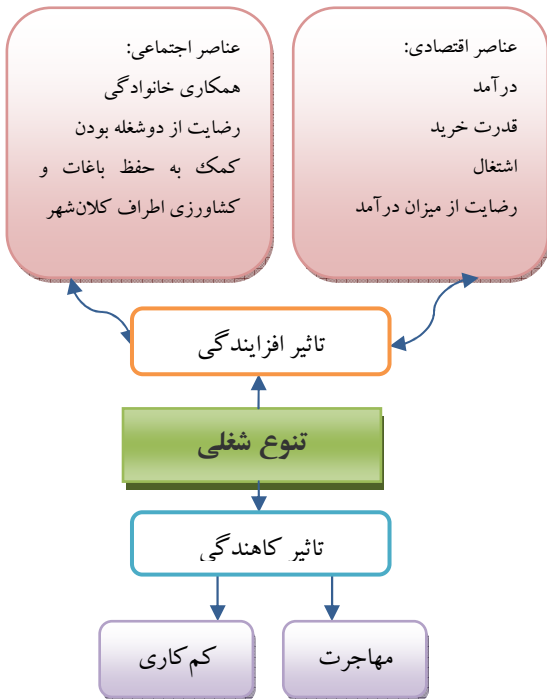 عناصر اقتصادی:
درآمد
قدرت خرید
اشتغال
رضایت از میزان درآمد
عناصر اجتماعی:
همکاری خانوادگی
رضایت از دوشغله بودن
کمک به حفظ باغات و
کشاورزی اطراف کلان‌شهر
تاثیر افزایندگی
تنوع شغلی
تاثیر کاهندگی
مهاجرت
کم‌کاری